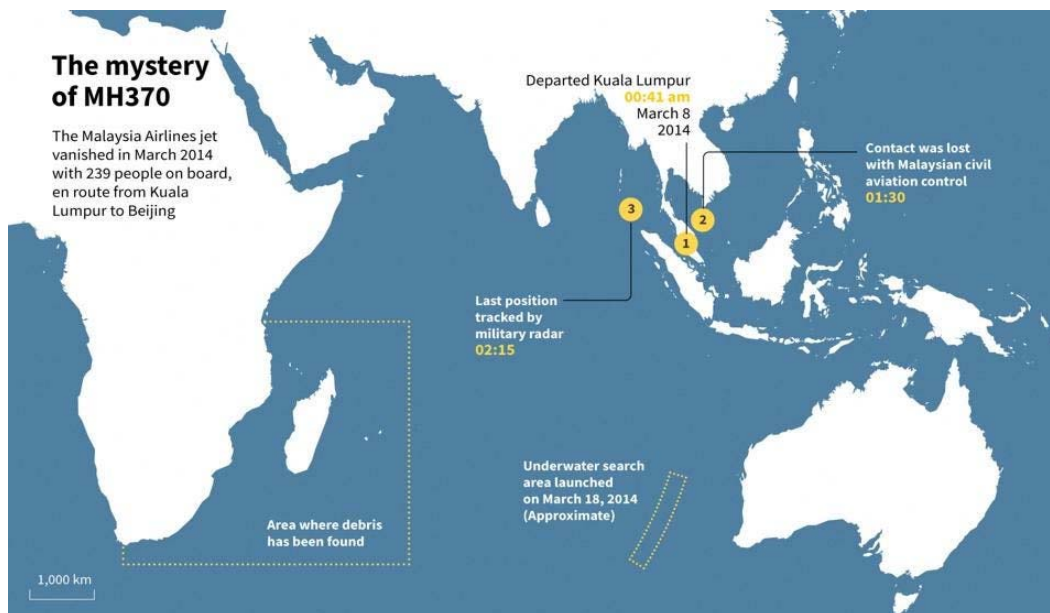 The mystery
of MH370
The Malaysia Airlines jet
vanished in March 2014
with 239 people on board,
en route from Kuala
Lumpur to Beijing
Departed Kuala Lumpur
00:41 am
March 8
2014
Contact was lost
with Malaysian civil
aviation control
01:30
3
2
1
Last position
tracked by
military radar
02:15
Underwater search
area launched
on March 18, 2014
(Approximate)
Area where debris
has been found
1,000 km